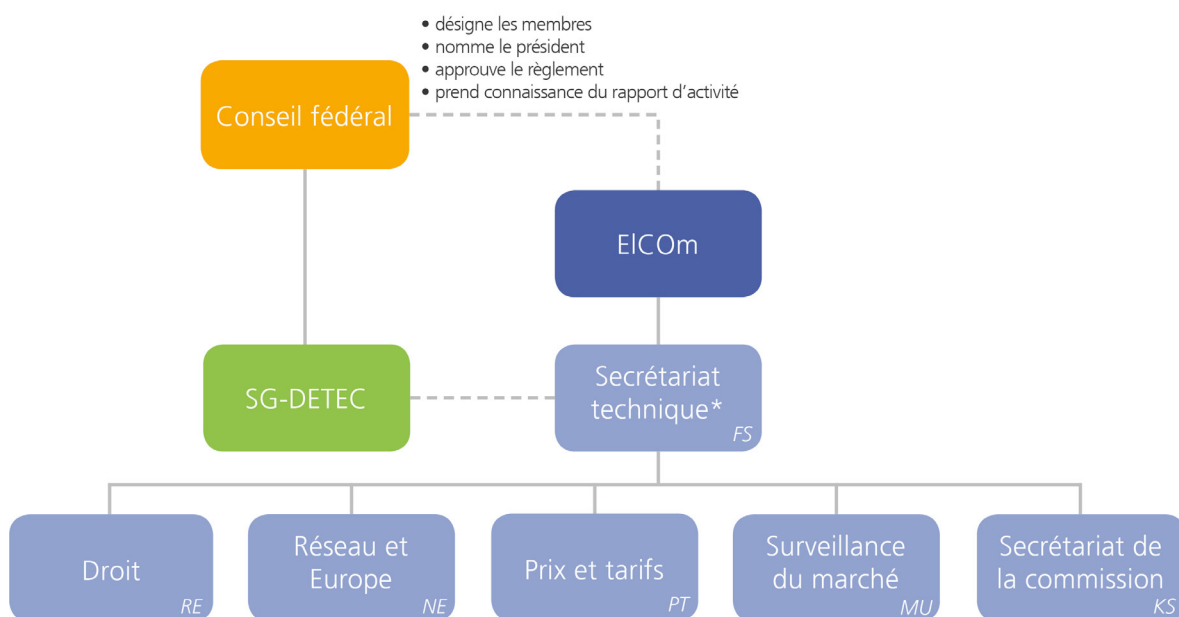 • désigne les membres
• nomme le président
• approuve le règlement
• prend connaissance du rapport d’activité
Conseil fédéral
ElCOm
SG-DETEC
Secrétariat
technique*
FS
Droit
RE
Réseau et
Europe
NE
Prix et tarifs
PT
Surveillance
du marché
MU
Secrétariat de
la commission
KS